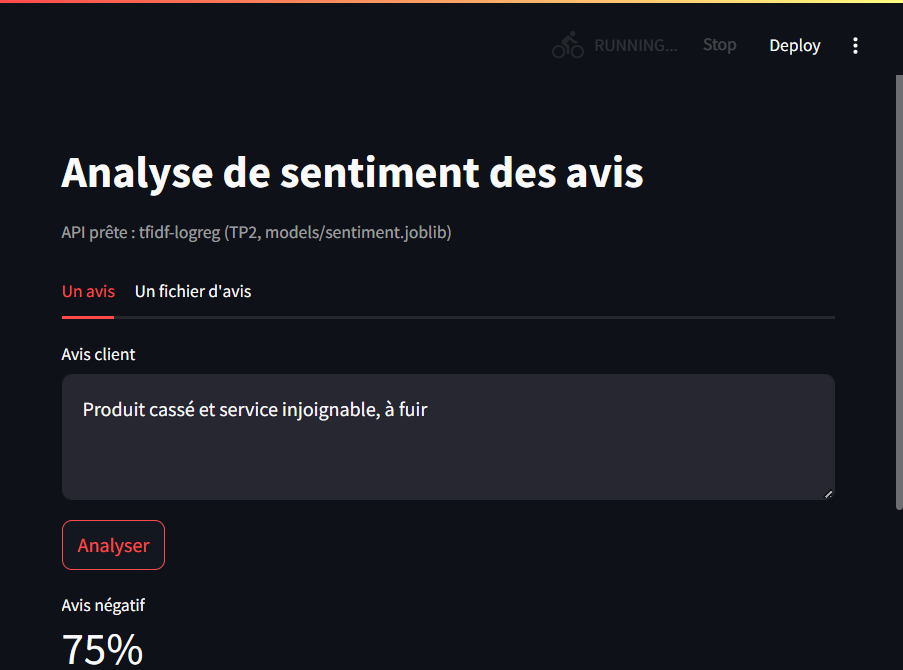 RUNNING... Stop Deploy
Analyse de sentiment des avis
API prête : tfidf-logreg (TP2, models/sentiment.joblib)
Un avis Un fichier d'avis
Avis client
Produit cassé et service injoignable, à fuir
Analyser
Avis négatif
75%